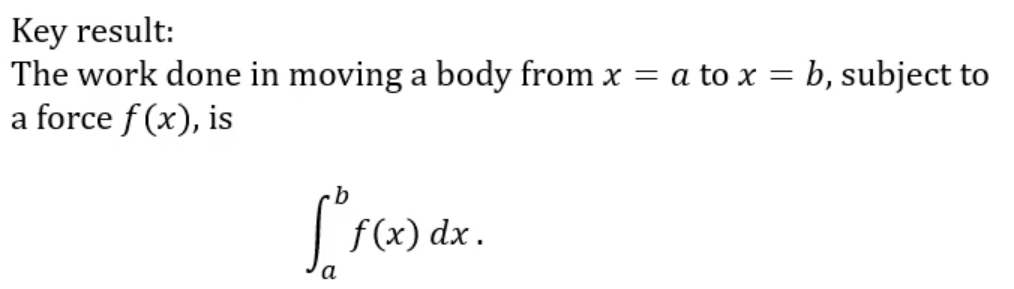 Key result:
The work done in moving a body from x = a to x = b, subject to
a force f(x), is
∫_a^b f(x) dx.